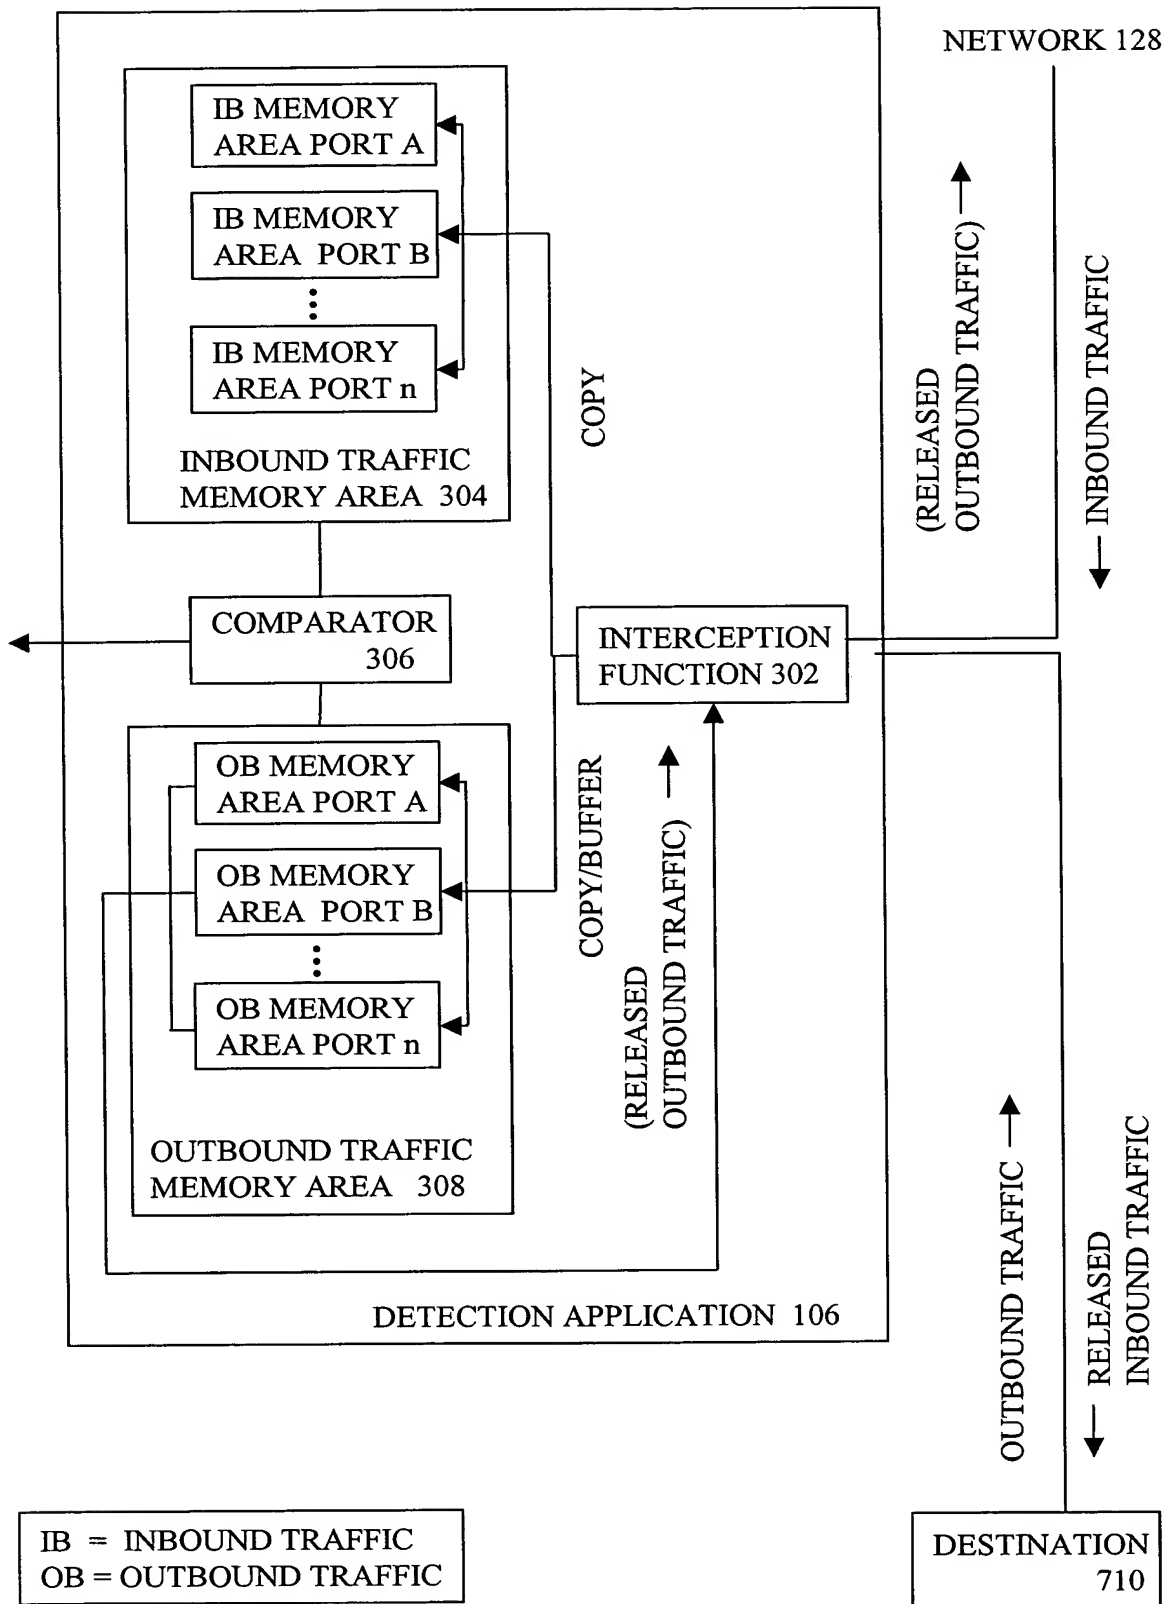 NETWORK 128
IB MEMORY
AREA PORT A
IB MEMORY
AREA PORT B
IB MEMORY
AREA PORT n
INBOUND TRAFFIC
MEMORY AREA 304
COPY
(RELEASED
OUTBOUND TRAFFIC)
INBOUND TRAFFIC
COMPARATOR
306
INTERCEPTION
FUNCTION 302
OB MEMORY
AREA PORT A
OB MEMORY
AREA PORT B
OB MEMORY
AREA PORT n
OUTBOUND TRAFFIC
MEMORY AREA 308
COPY/BUFFER
(RELEASED
OUTBOUND TRAFFIC)
DETECTION APPLICATION 106
OUTBOUND TRAFFIC
RELEASED
INBOUND TRAFFIC
IB = INBOUND TRAFFIC
OB = OUTBOUND TRAFFIC
DESTINATION
710